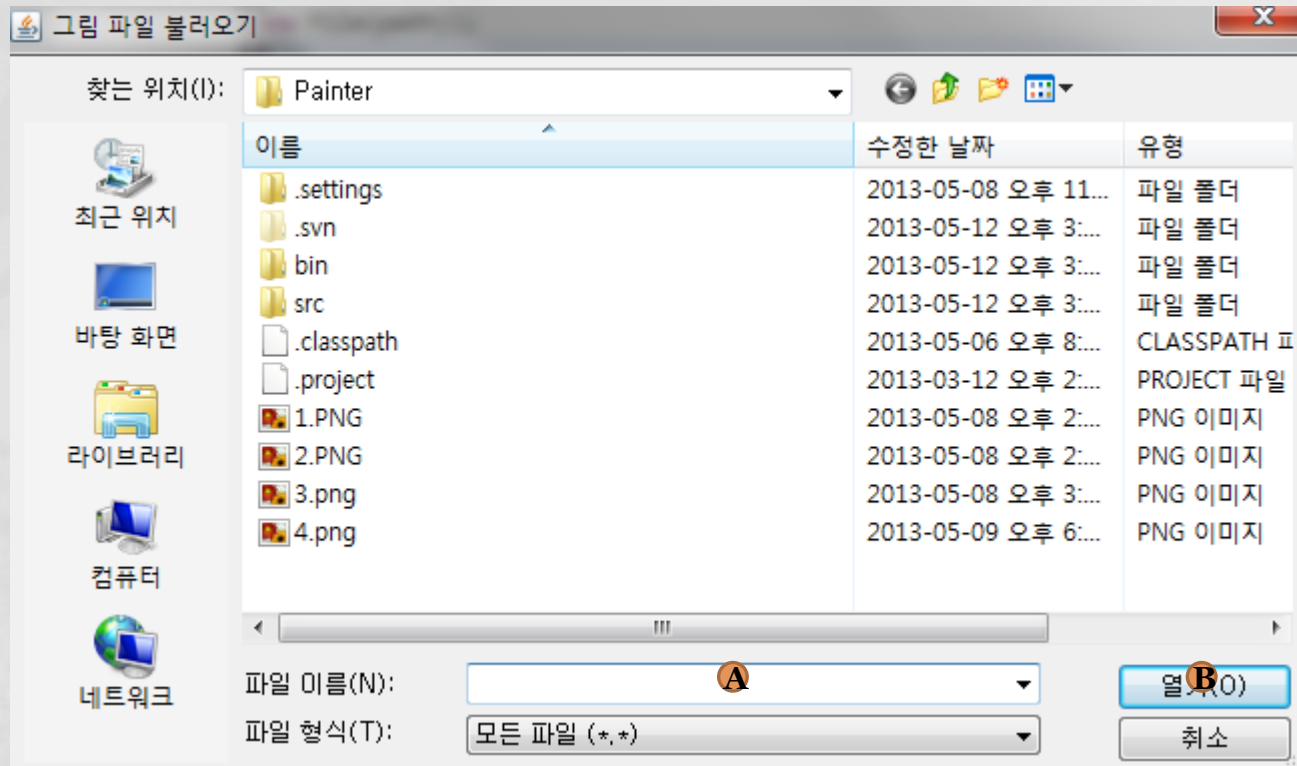 그림 파일 불러오기
찾는 위치(I): Painter
이름 수정한 날짜 유형
.settings 2013-05-08 오후 11... 파일 폴더
.svn 2013-05-12 오후 3:... 파일 폴더
bin 2013-05-12 오후 3:... 파일 폴더
src 2013-05-12 오후 3:... 파일 폴더
.classpath 2013-05-06 오후 8:... CLASSPATH 파
.project 2013-03-12 오후 2:... PROJECT 파일
1.PNG 2013-05-08 오후 2:... PNG 이미지
2.PNG 2013-05-08 오후 2:... PNG 이미지
3.png 2013-05-08 오후 3:... PNG 이미지
4.png 2013-05-09 오후 6:... PNG 이미지
최근 위치
바탕 화면
라이브러리
컴퓨터
네트워크
파일 이름(N): A
열 B (O)
파일 형식(T): 모든 파일 (*.*)
취소